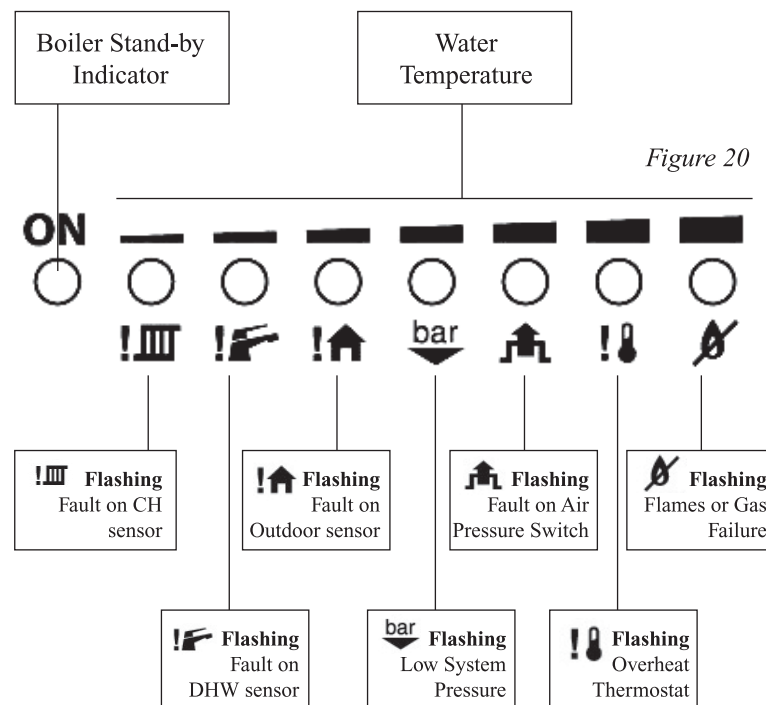 Boiler Stand-by
Indicator
Water
Temperature
Figure 20
ON
! ! ! bar !
! Flashing
Fault on CH
sensor
! Flashing
Fault on
Outdoor sensor
Flashing
Fault on Air
Pressure Switch
Flashing
Flames or Gas
Failure
! Flashing
Fault on
DHW sensor
bar Flashing
Low System
Pressure
! Flashing
Overheat
Thermostat